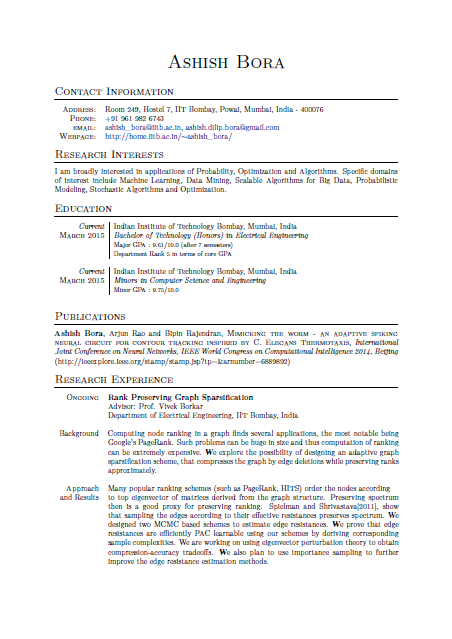 Ashish Bora
Contact Information
Address: Room 249, Hostel 7, IIT Bombay, Powai, Mumbai, India - 400076
Phone: +91 961 982 6743
email: ashish_bora@iitb.ac.in, ashish.dilip.bora@gmail.com
Webpage: http://home.iitb.ac.in/~ashish_bora/
Research Interests
I am broadly interested in applications of Probability, Optimization and Algorithms. Specific domains
of interest include Machine Learning, Data Mining, Scalable Algorithms for Big Data, Probabilistic
Modeling, Stochastic Algorithms and Optimization.
Education
Current Indian Institute of Technology Bombay, Mumbai, India
March 2015 Bachelor of Technology (Honors) in Electrical Engineering
Major GPA : 9.61/10.0 (after 7 semesters)
Department Rank 5 in terms of core GPA
Current Indian Institute of Technology Bombay, Mumbai, India
March 2015 Minors in Computer Science and Engineering
Minor GPA : 9.75/10.0
Publications
Ashish Bora, Arjun Rao and Bipin Rajendran, Mimicking the worm - an adaptive spiking
neural circuit for contour tracking inspired by C. Elegans Thermotaxis, International
Joint Conference on Neural Networks, IEEE World Congress on Computational Intelligence 2014, Beijing
(http://ieeexplore.ieee.org/stamp/stamp.jsp?tp=&arnumber=6889892)
Research Experience
Ongoing Rank Preserving Graph Sparsification
Advisor: Prof. Vivek Borkar
Department of Electrical Engineering, IIT Bombay, India
Background Computing node ranking in a graph finds several applications, the most notable being
Google's PageRank. Such problems can be huge in size and thus computation of ranking
can be extremely expensive. We explore the possibility of designing an adaptive graph
sparsification scheme, that compresses the graph by edge deletions while preserving ranks
approximately.
Approach Many popular ranking schemes (such as PageRank, HITS) order the nodes according
and Results to top eigenvector of matrices derived from the graph structure. Preserving spectrum
then is a good proxy for preserving ranking. Spielman and Shrivastava[2011], show
that sampling the edges according to their effective resistances preserves spectrum. We
designed two MCMC based schemes to estimate edge resistances. We prove that edge
resistances are efficiently PAC learnable using our schemes by deriving corresponding
sample complexities. We are working on using eigenvector perturbation theory to obtain
compression-accuracy tradeoffs. We also plan to use importance sampling to further
improve the edge resistance estimation methods.